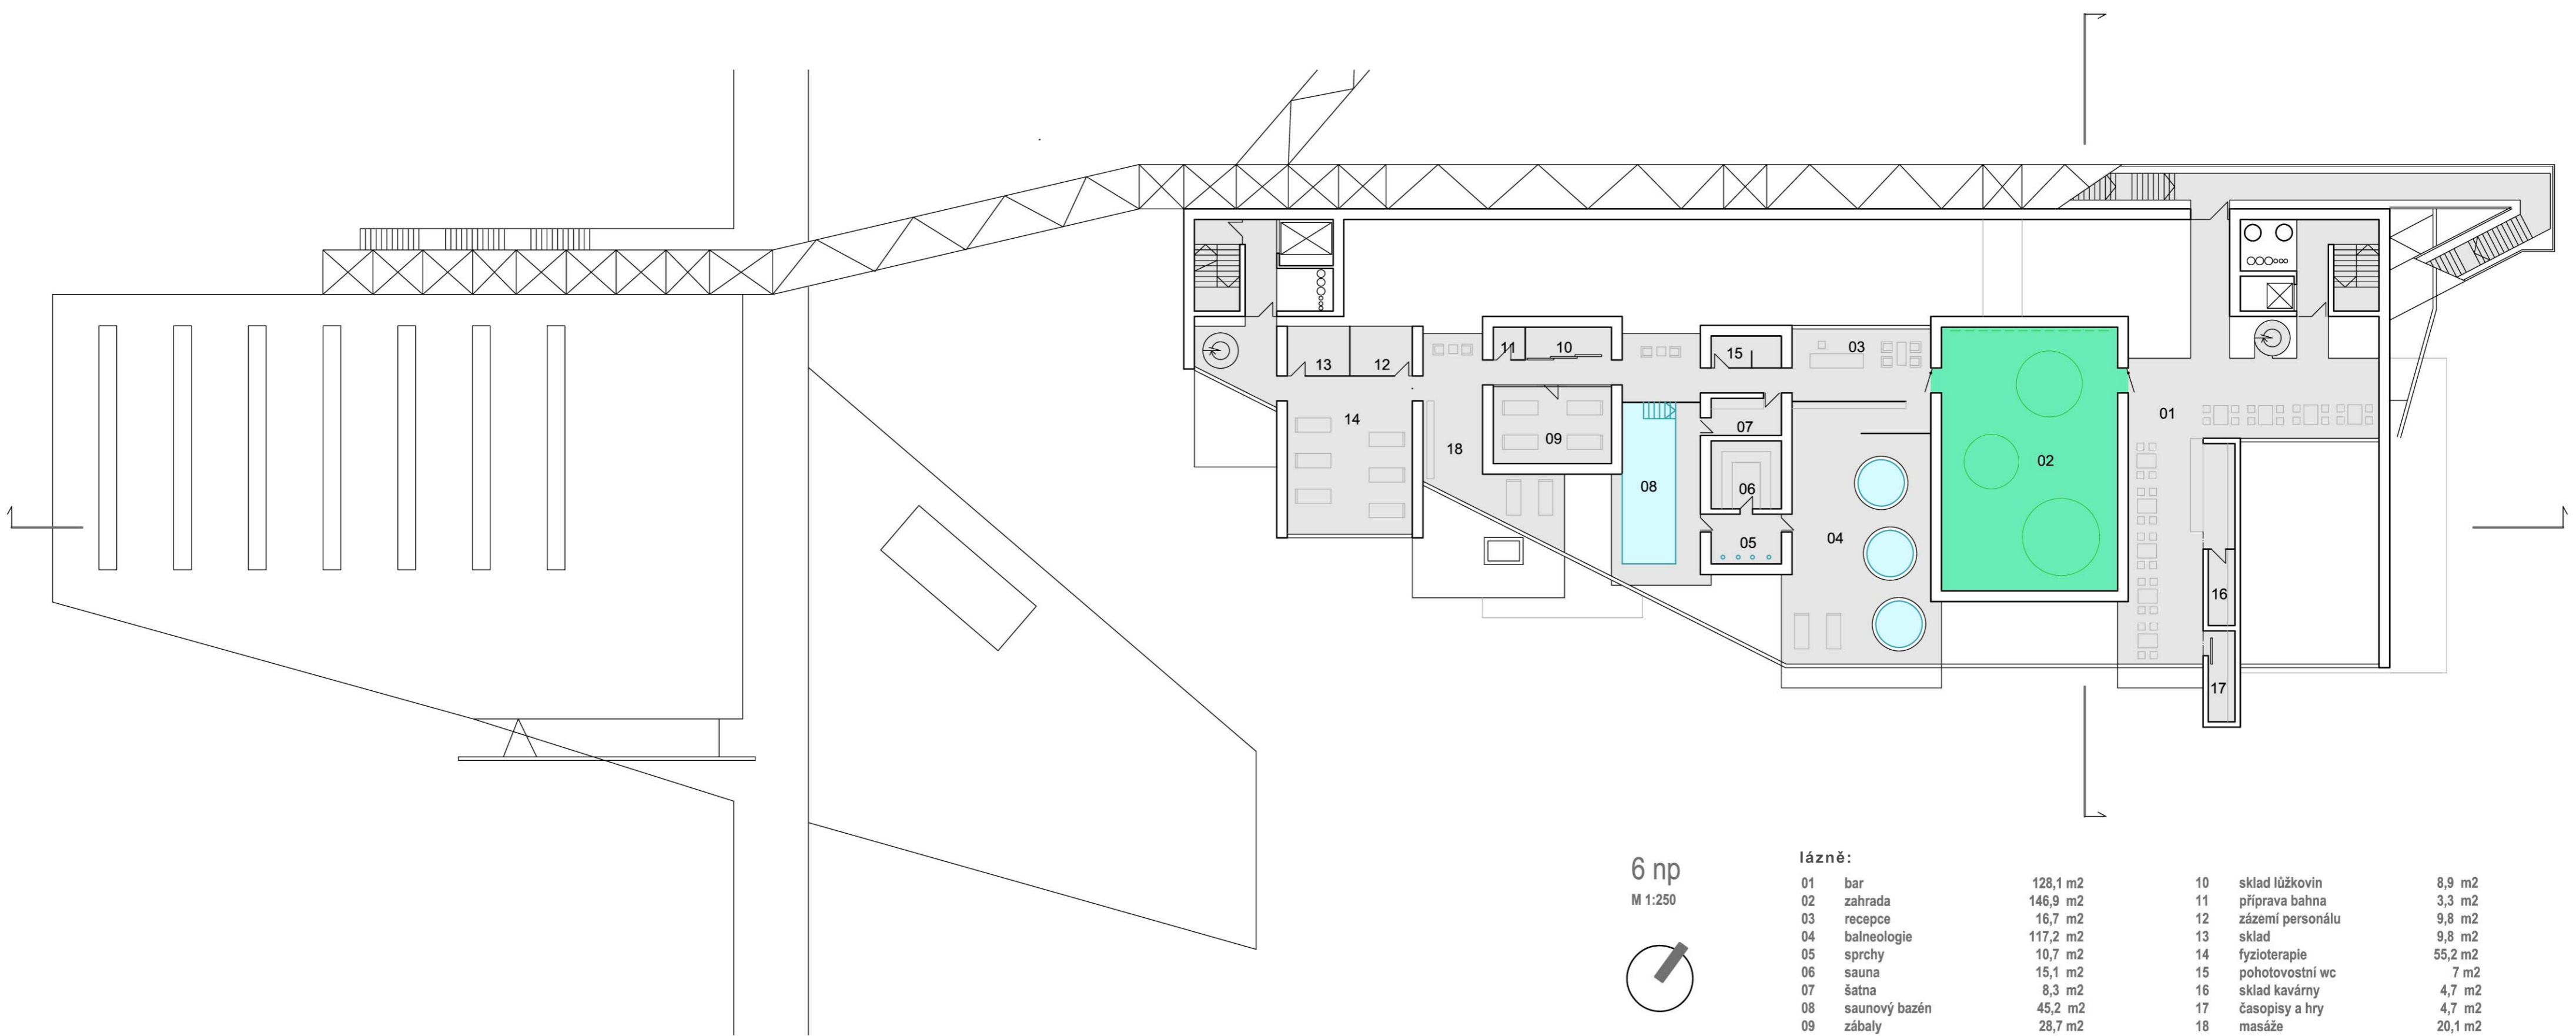 11
10
15
03
13
12
01
14
07
09
18
02
08
06
05
04
16
17
6 np
M 1:250
lázně:
01 bar 128,1 m2
02 zahrada 146,9 m2
03 recepce 16,7 m2
04 balneologie 117,2 m2
05 sprchy 10,7 m2
06 sauna 15,1 m2
07 šatna 8,3 m2
08 saunový bazén 45,2 m2
09 zábaly 28,7 m2
10 sklad lůžkovin 8,9 m2
11 příprava bahna 3,3 m2
12 zázemí personálu 9,8 m2
13 sklad 9,8 m2
14 fyzioterapie 55,2 m2
15 pohotovostní wc 7 m2
16 sklad kavárny 4,7 m2
17 časopisy a hry 4,7 m2
18 masáže 20,1 m2